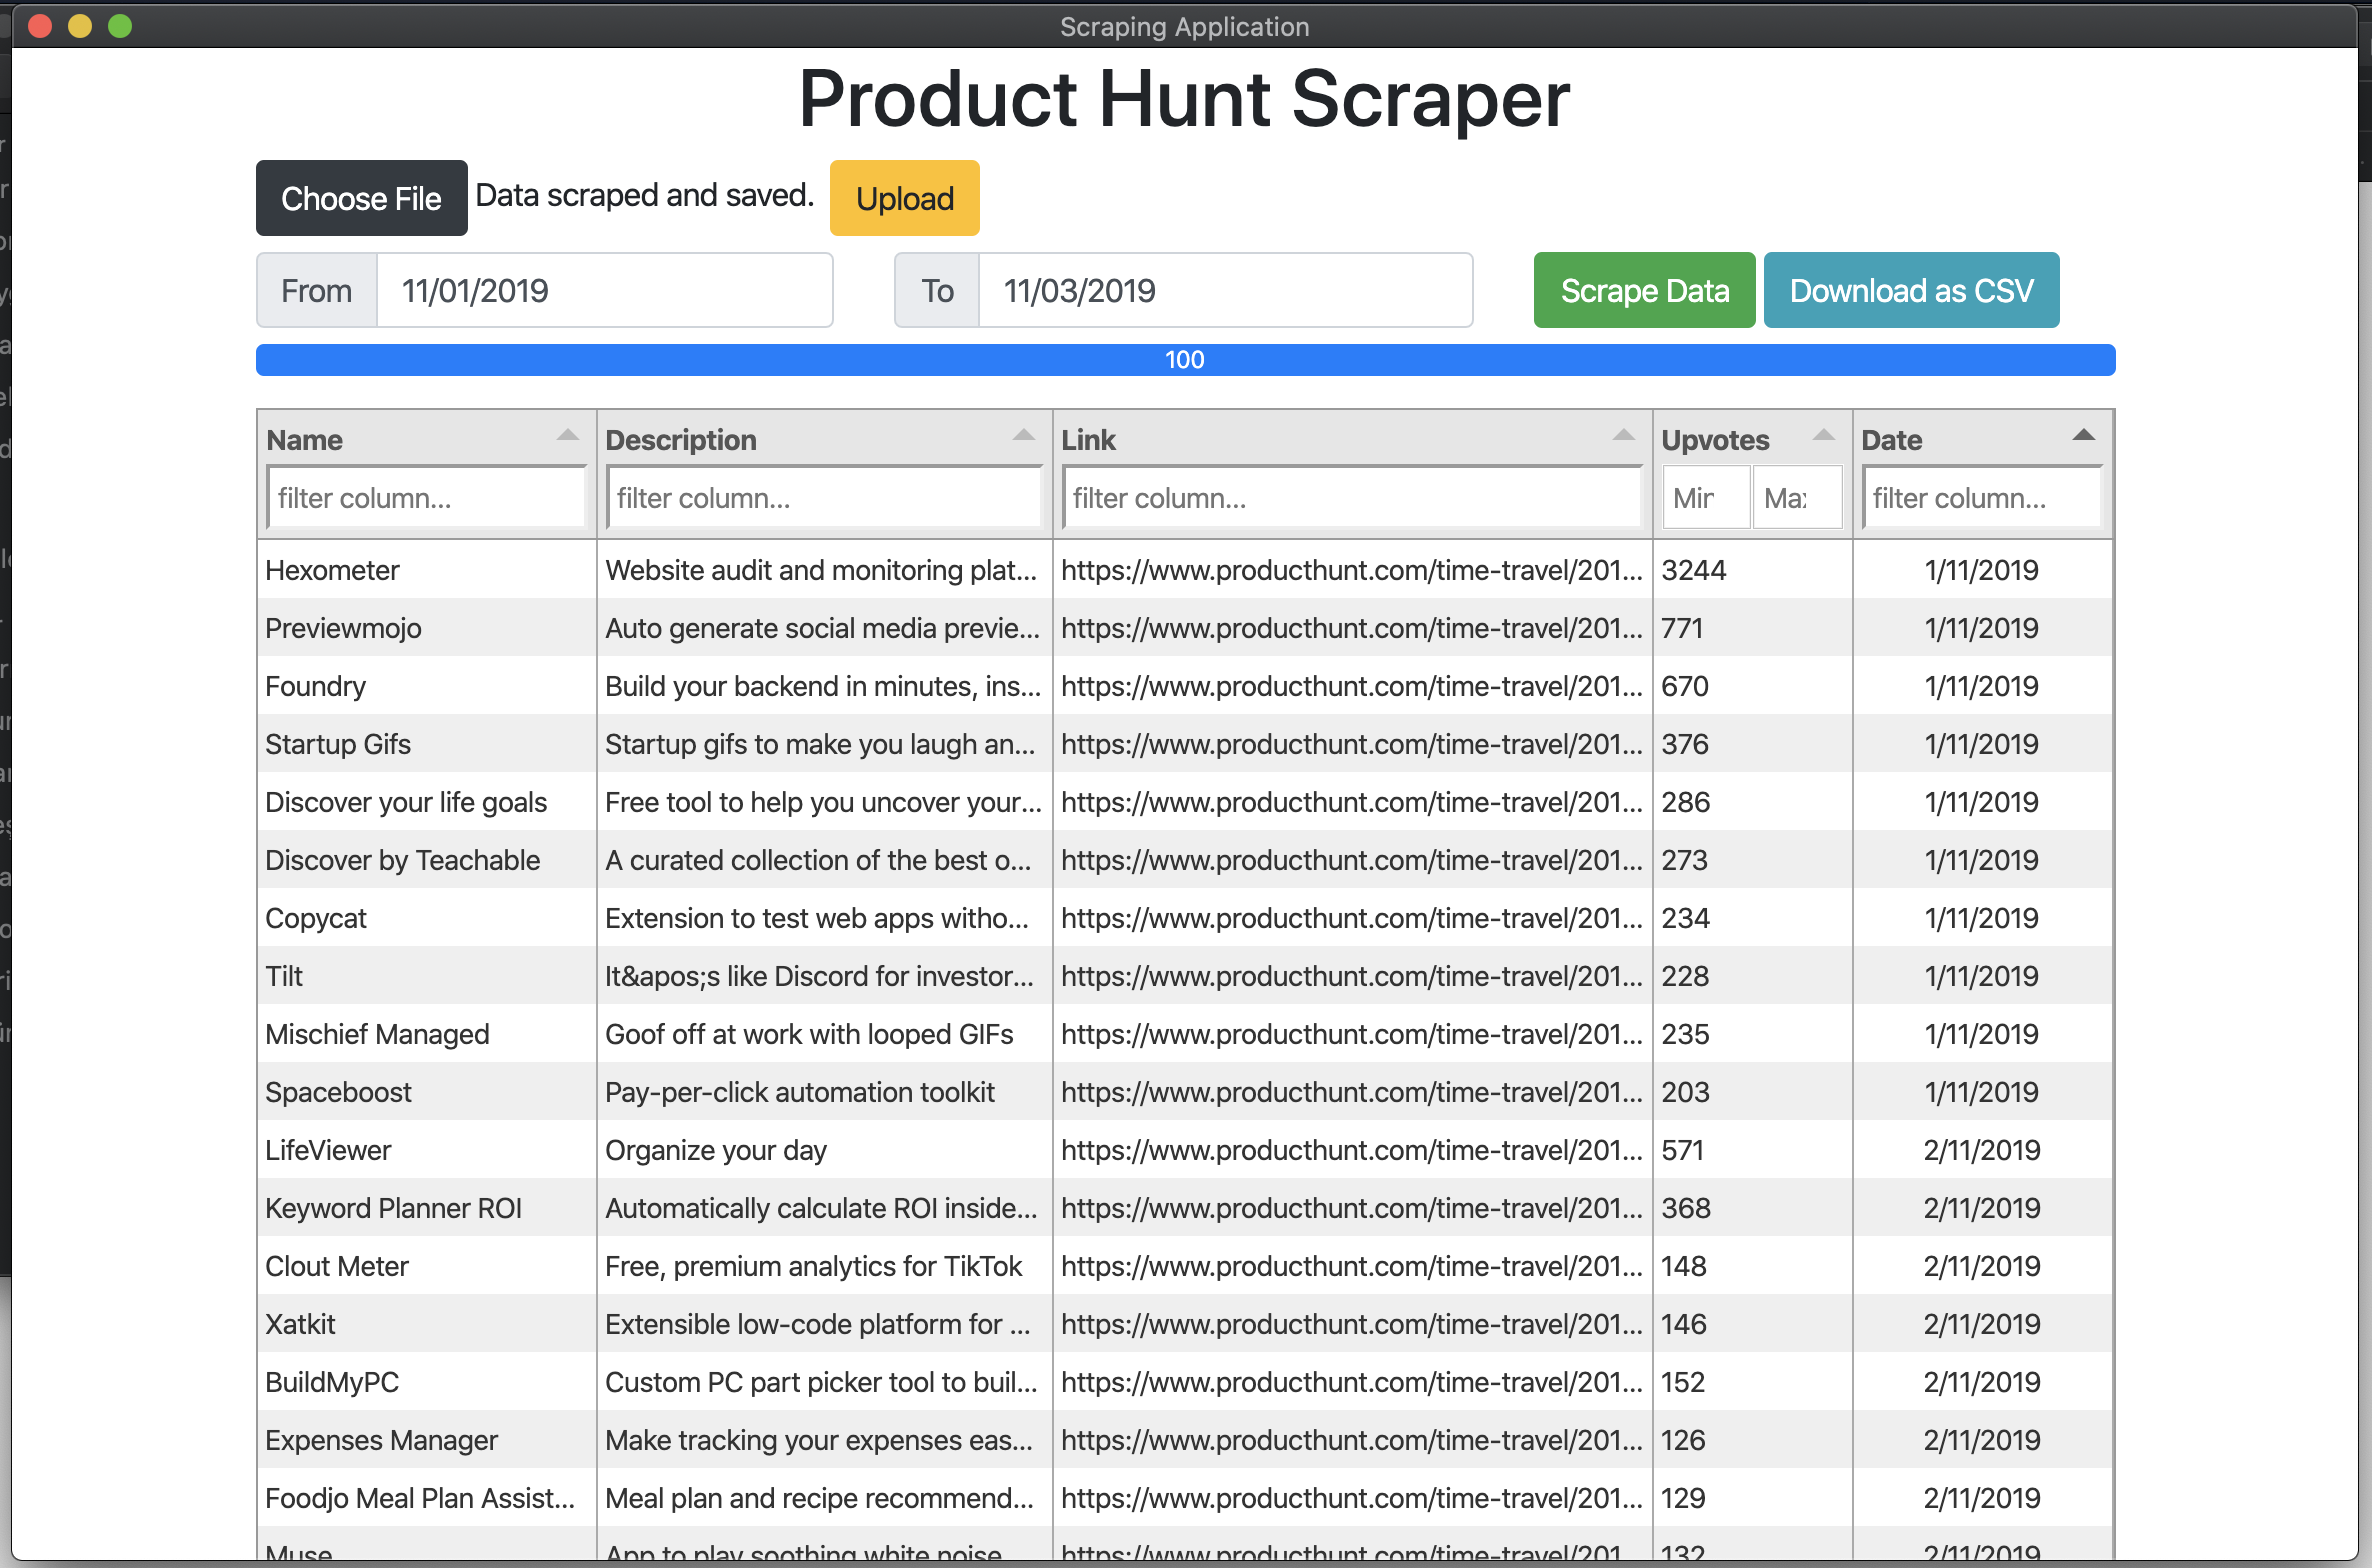 Scraping Application
Product Hunt Scraper
Choose File Data scraped and saved. Upload
From 11/01/2019 To 11/03/2019 Scrape Data Download as CSV
100
Name Description Link Upvotes Date
filter column... filter column... filter column... Min Max filter column...
Hexometer Website audit and monitoring plat... https://www.producthunt.com/time-travel/201... 3244 1/11/2019
Previewmojo Auto generate social media previe... https://www.producthunt.com/time-travel/201... 771 1/11/2019
Foundry Build your backend in minutes, ins... https://www.producthunt.com/time-travel/201... 670 1/11/2019
Startup Gifs Startup gifs to make you laugh an... https://www.producthunt.com/time-travel/201... 376 1/11/2019
Discover your life goals Free tool to help you uncover your... https://www.producthunt.com/time-travel/201... 286 1/11/2019
Discover by Teachable A curated collection of the best o... https://www.producthunt.com/time-travel/201... 273 1/11/2019
Copycat Extension to test web apps witho... https://www.producthunt.com/time-travel/201... 234 1/11/2019
Tilt It&apos;s like Discord for investor... https://www.producthunt.com/time-travel/201... 228 1/11/2019
Mischief Managed Goof off at work with looped GIFs https://www.producthunt.com/time-travel/201... 235 1/11/2019
Spaceboost Pay-per-click automation toolkit https://www.producthunt.com/time-travel/201... 203 1/11/2019
LifeViewer Organize your day https://www.producthunt.com/time-travel/201... 571 2/11/2019
Keyword Planner ROI Automatically calculate ROI inside... https://www.producthunt.com/time-travel/201... 368 2/11/2019
Clout Meter Free, premium analytics for TikTok https://www.producthunt.com/time-travel/201... 148 2/11/2019
Xatkit Extensible low-code platform for ... https://www.producthunt.com/time-travel/201... 146 2/11/2019
BuildMyPC Custom PC part picker tool to buil... https://www.producthunt.com/time-travel/201... 152 2/11/2019
Expenses Manager Make tracking your expenses eas... https://www.producthunt.com/time-travel/201... 126 2/11/2019
Foodjo Meal Plan Assist... Meal plan and recipe recommend... https://www.producthunt.com/time-travel/201... 129 2/11/2019
Muse App to play soothing white noise https://www.producthunt.com/time-travel/201... 132 2/11/2019